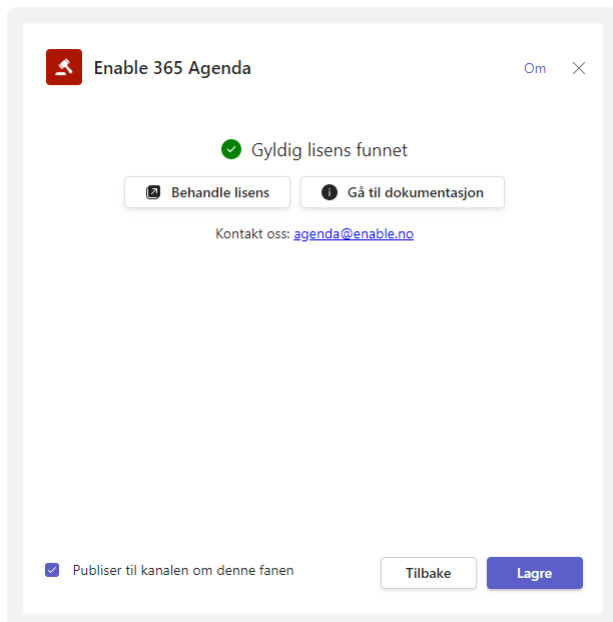 Enable 365 Agenda Om
Gyldig lisens funnet
Behandle lisens Gå til dokumentasjon
Kontakt oss: agenda@enable.no
Publiser til kanalen om denne fanen Tilbake Lagre